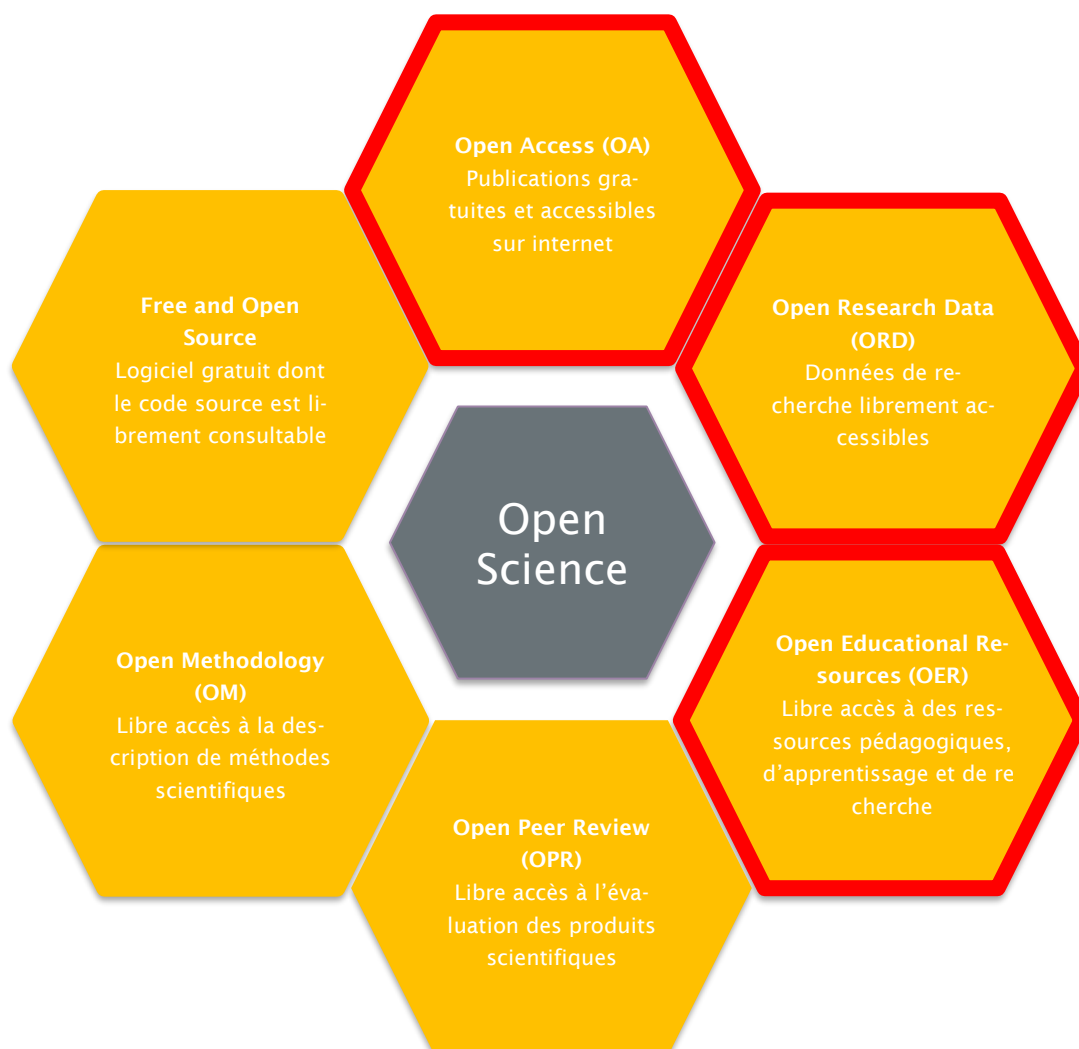 Open Access (OA)
Publications gra-
tuites et accessibles
sur internet
Open Research Data
(ORD)
Données de re-
cherche librement ac-
cessibles
Open Educational Re-
sources (OER)
Libre accès à des res-
sources pédagogiques,
d'apprentissage et de re
cherche
Open Peer Review
(OPR)
Libre accès à l'éva-
luation des produits
scientifiques
Open Methodology
(OM)
Libre accès à la des-
cription de méthodes
scientifiques
Free and Open
Source
Logiciel gratuit dont
le code source est li-
brement consultable
Open
Science